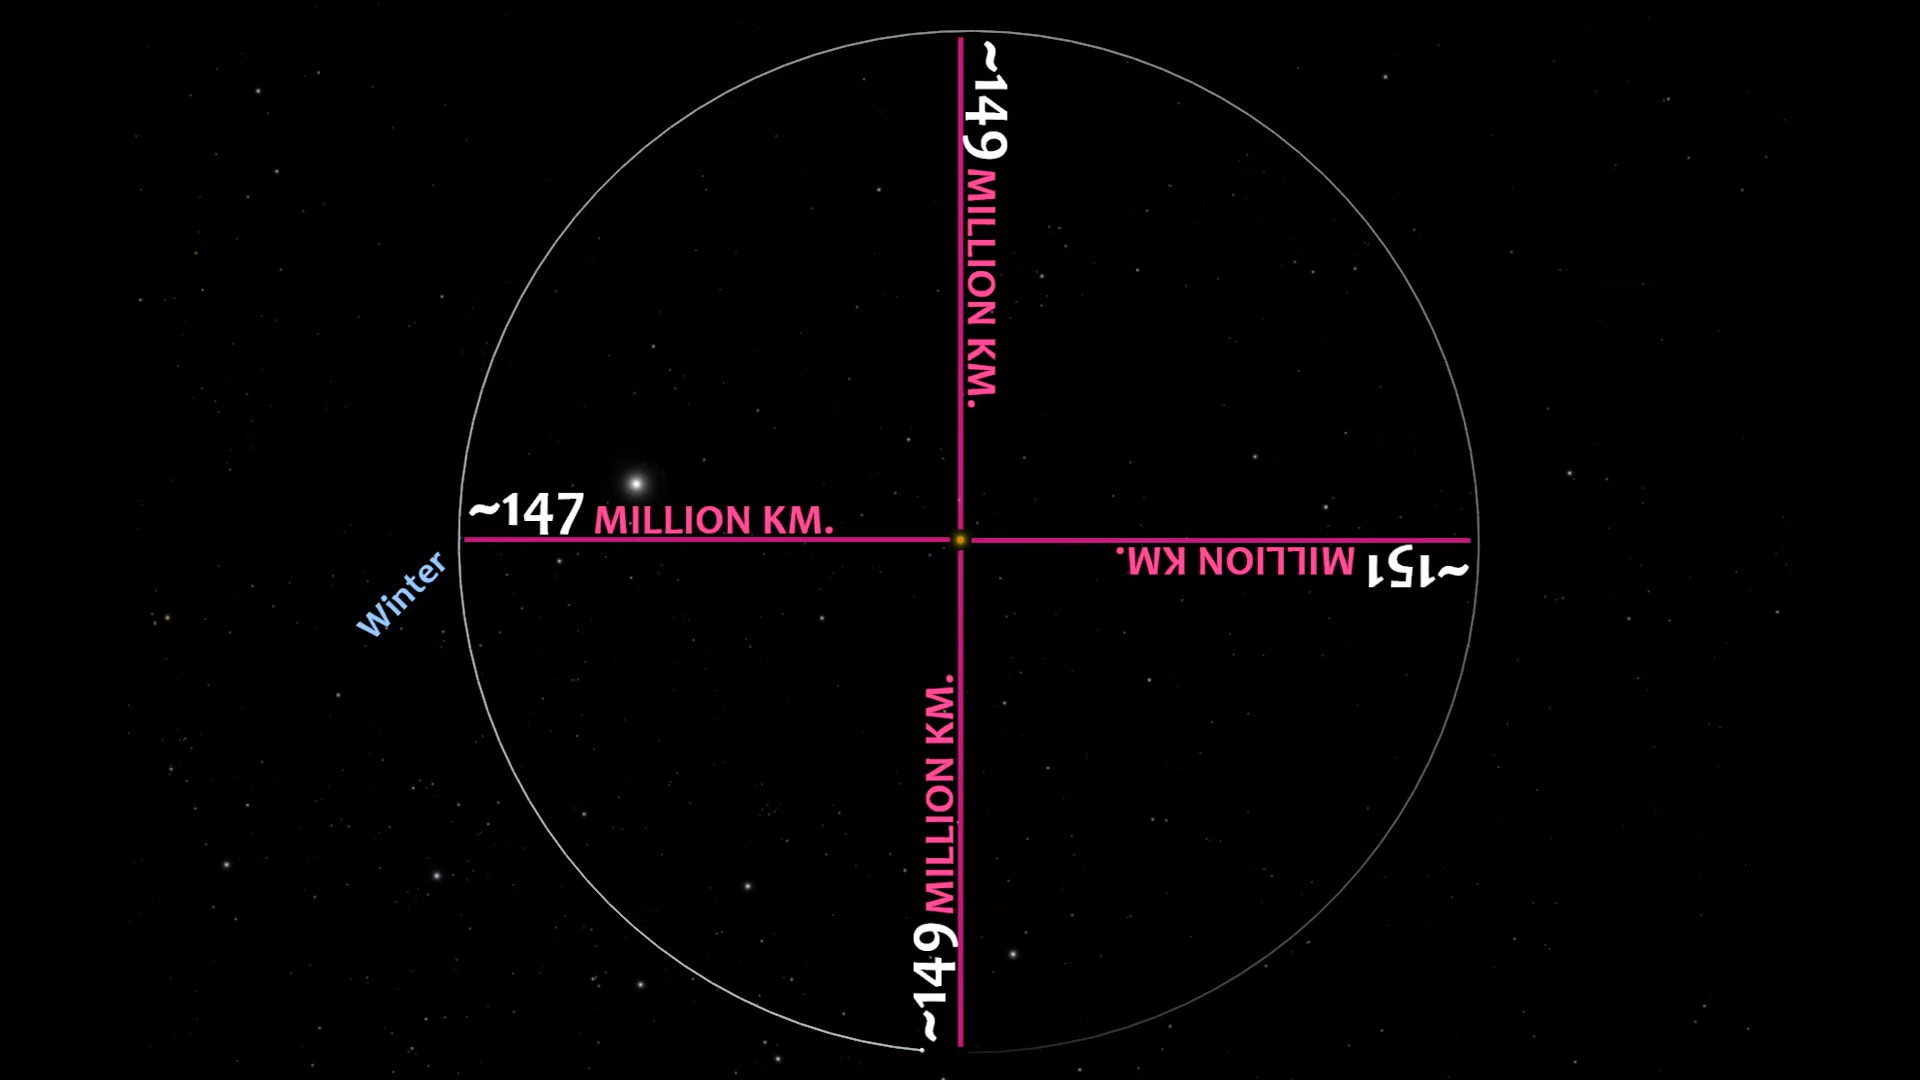 ~149 MILLION KM.
~147 MILLION KM.
~151 MILLION KM.
Winter
~149 MILLION KM.